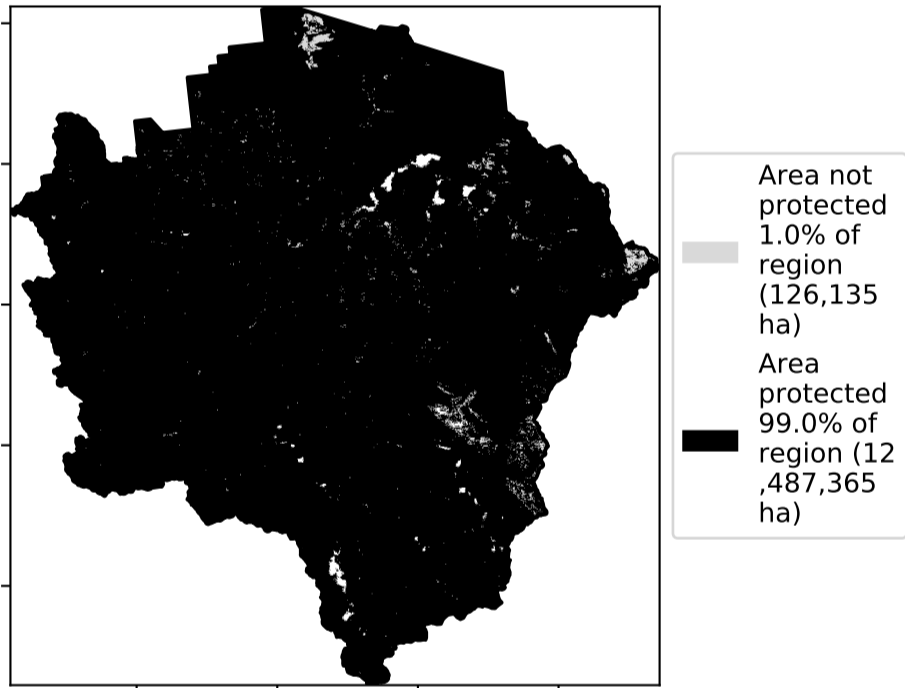 Area not
protected
1.0% of
region
(126,135
ha)
Area
protected
99.0% of
region (12
,487,365
ha)